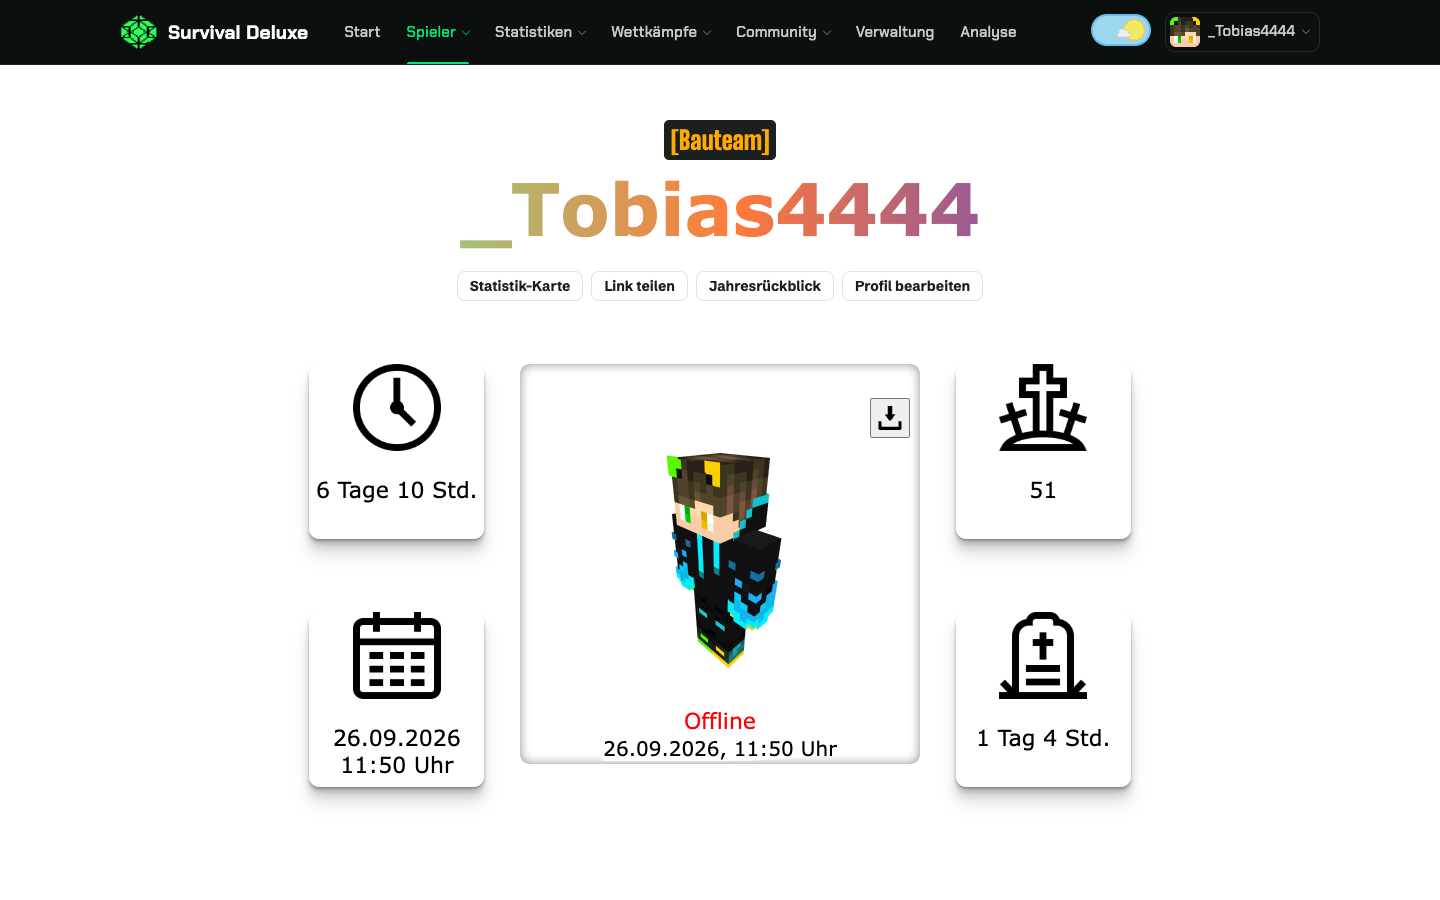 Survival Deluxe Start Spieler Statistiken Wettkämpfe Community Verwaltung Analyse _Tobias4444
[Bauteam]
_Tobias4444
Statistik-Karte Link teilen Jahresrückblick Profil bearbeiten
6 Tage 10 Std.
51
Offline
26.09.2026, 11:50 Uhr
26.09.2026
11:50 Uhr
1 Tag 4 Std.